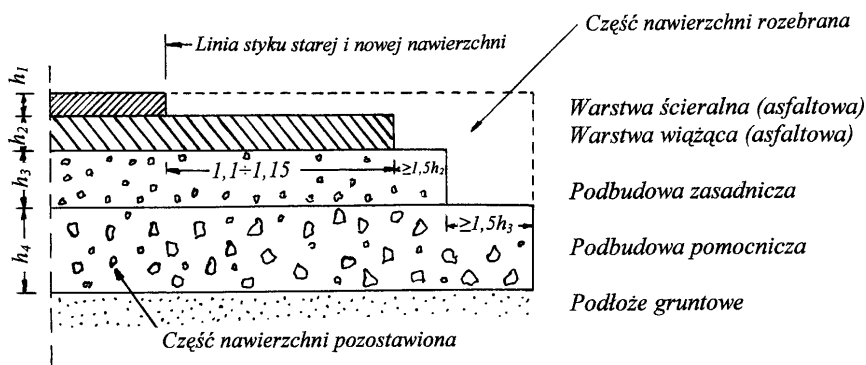 Linia styku starej i nowej nawierzchni
Część nawierzchni rozebrana
h₁
h₂
h₃
h₄
Warstwa ścieralna (asfaltowa)
Warstwa wiążąca (asfaltowa)
1,1÷1,15
≥1,5h₂
Podbudowa zasadnicza
≥1,5h₃
Podbudowa pomocnicza
Podłoże gruntowe
Część nawierzchni pozostawiona